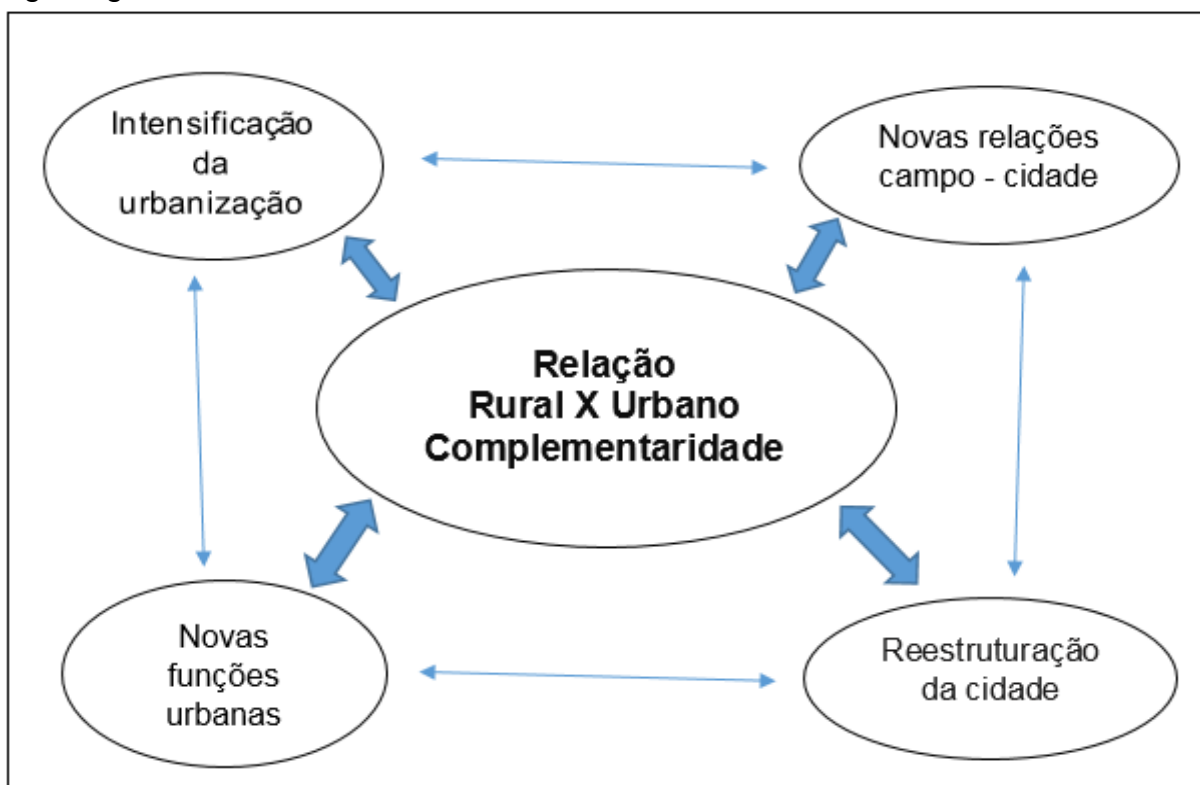 Intensificação
da
urbanização
Novas relações
campo - cidade
Relação
Rural X Urbano
Complementaridade
Novas
funções
urbanas
Reestruturação
da cidade